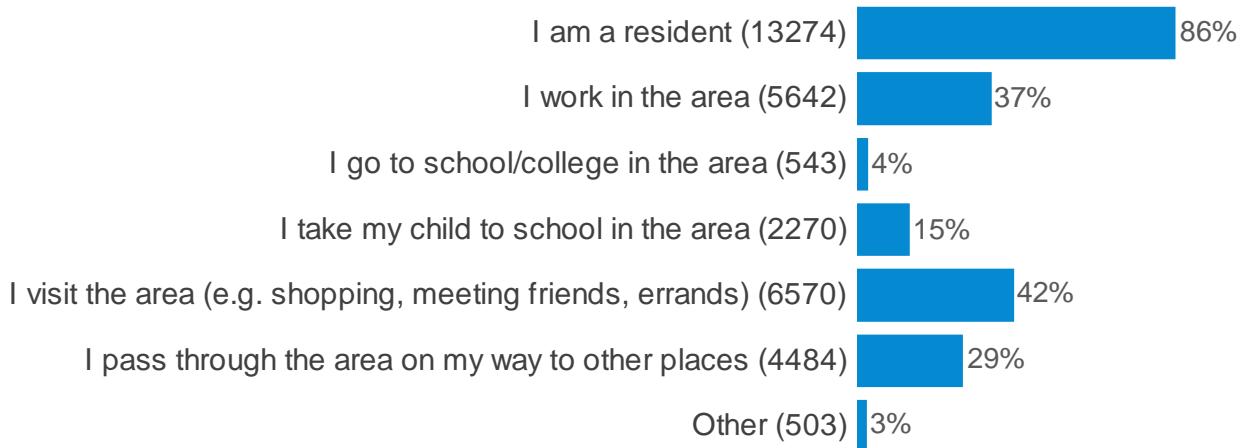 I am a resident (13274) 86%
I work in the area (5642) 37%
I go to school/college in the area (543) 4%
I take my child to school in the area (2270) 15%
I visit the area (e.g. shopping, meeting friends, errands) (6570) 42%
I pass through the area on my way to other places (4484) 29%
Other (503) 3%